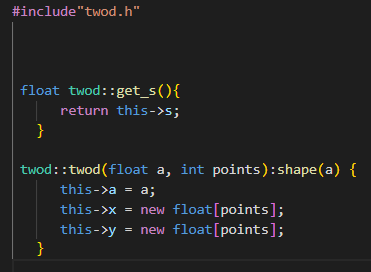 #include"twod.h"
float twod::get_s(){
return this->s;
}
twod::twod(float a, int points):shape(a) {
this->a = a;
this->x = new float[points];
this->y = new float[points];
}